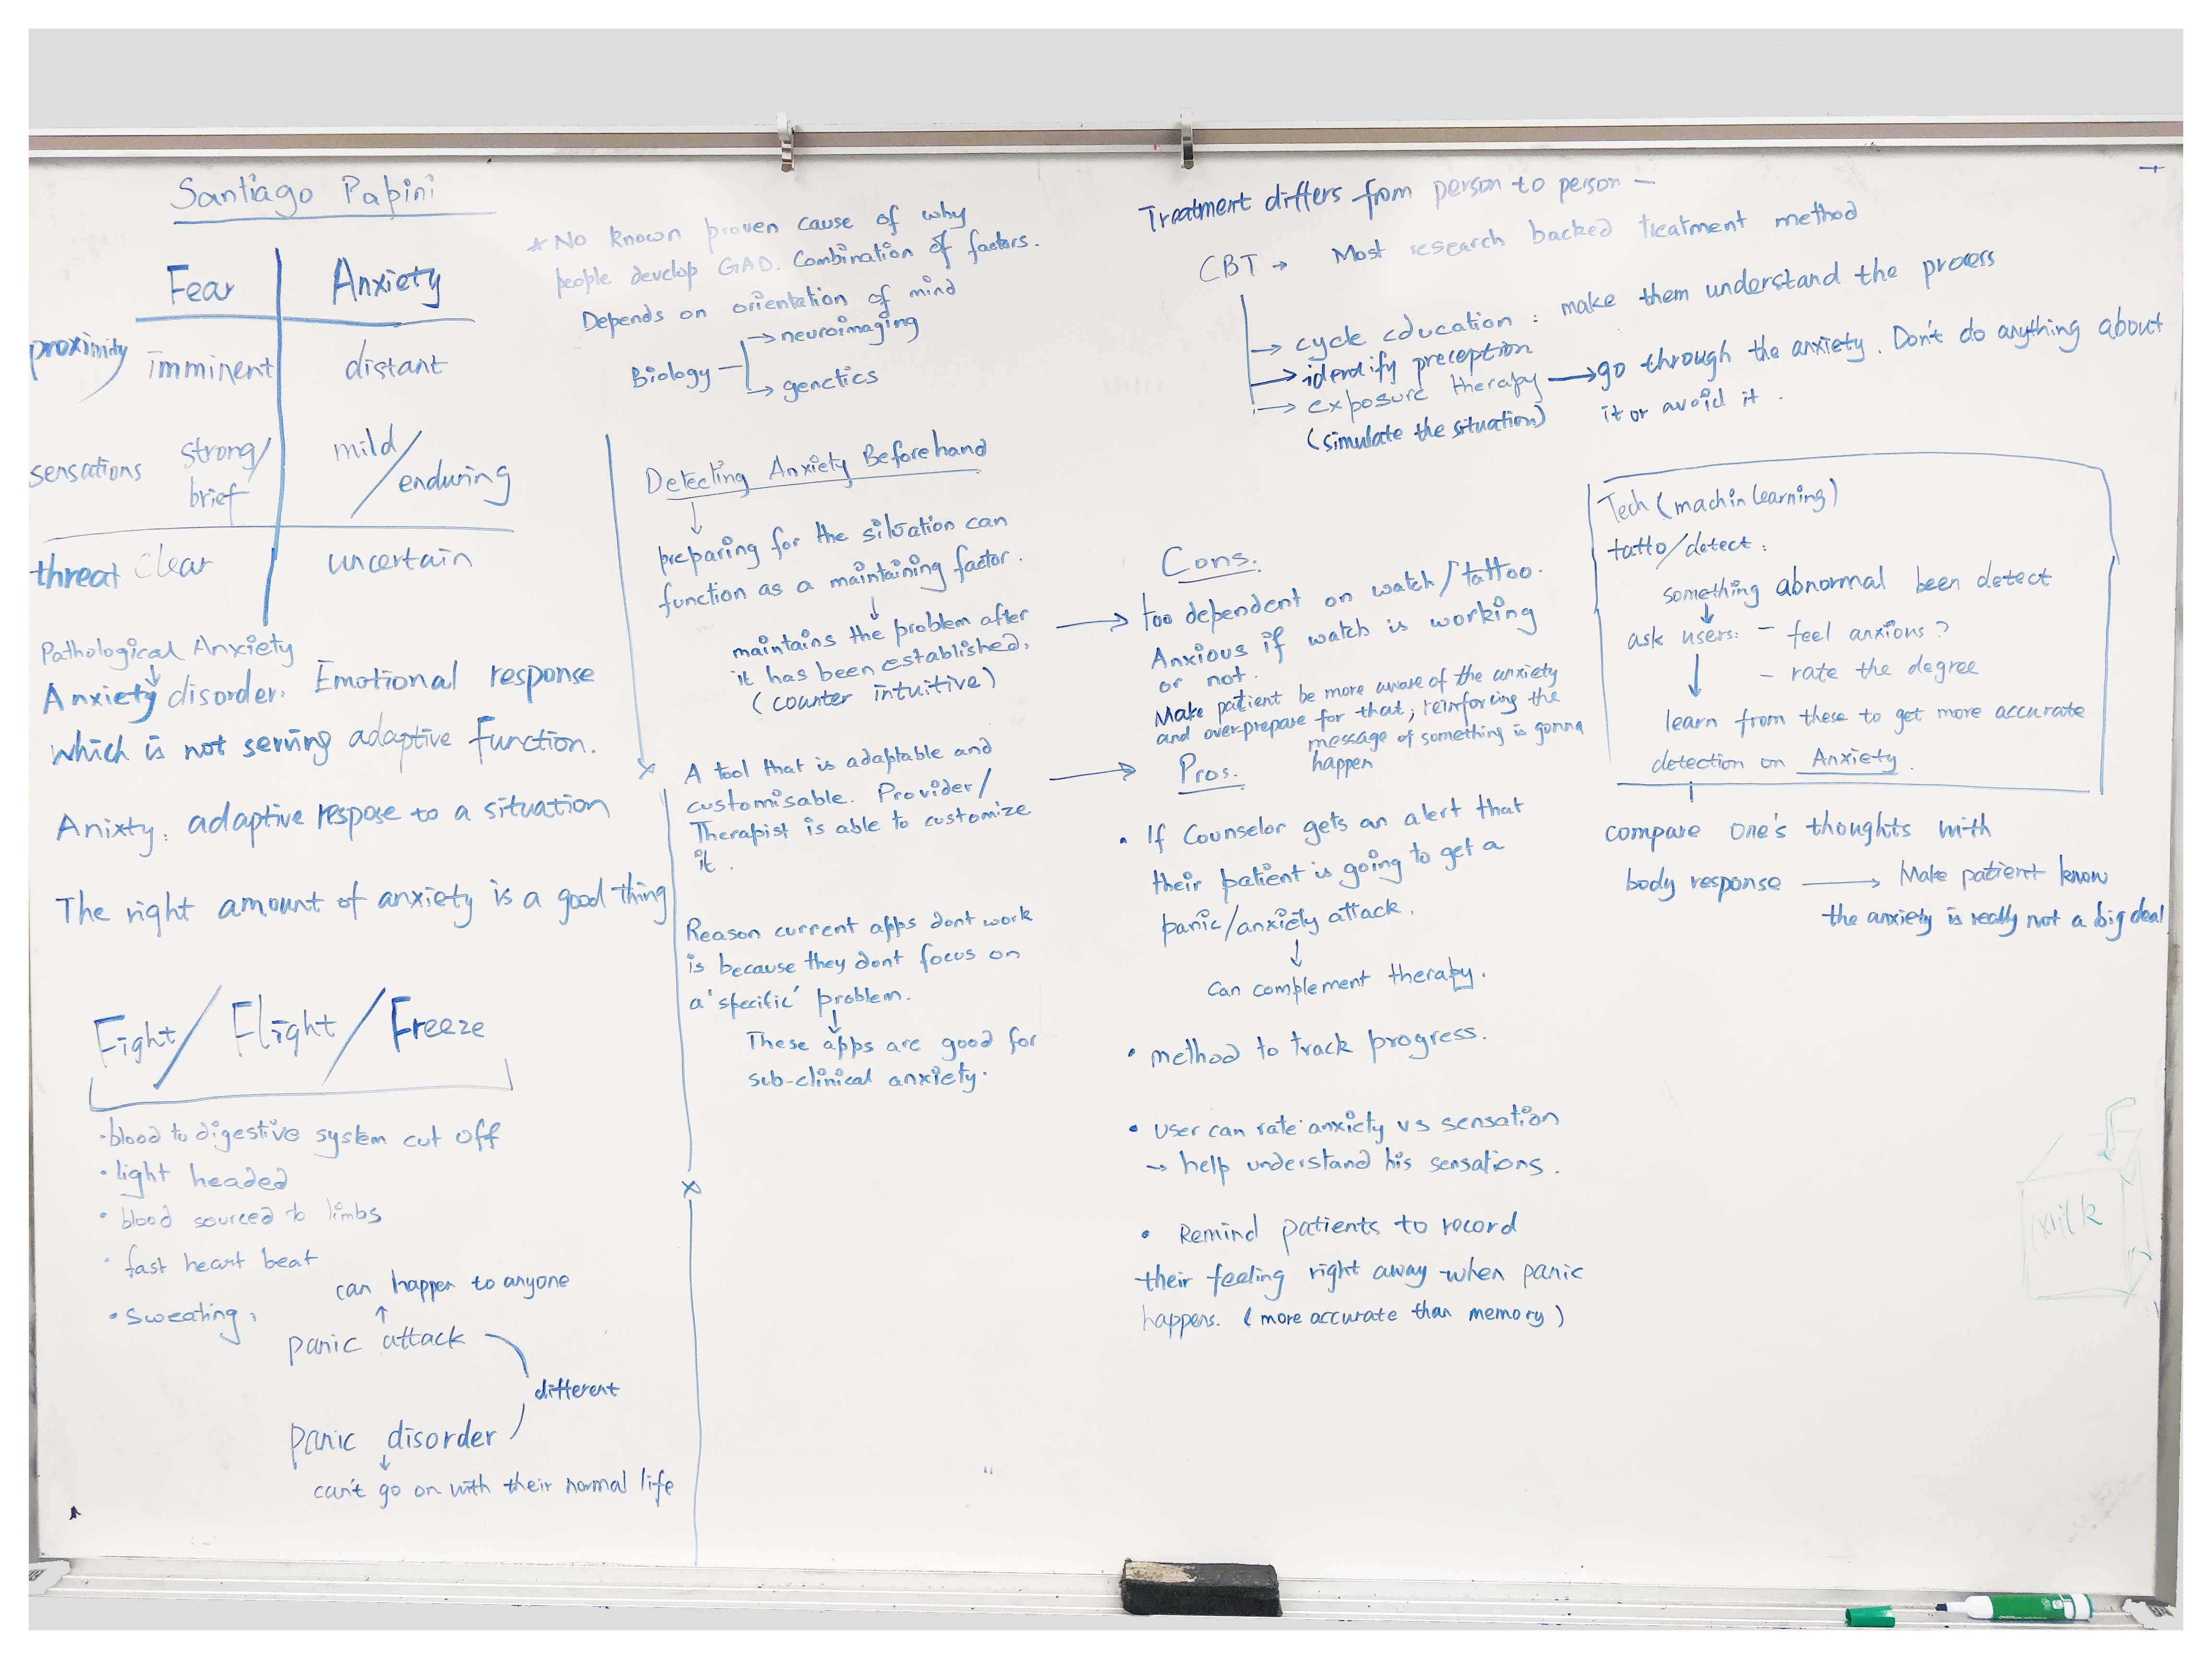 Santiago Papini
Fear Anxiety
proximity imminent distant
sensations strong/ mild/
brief enduring
threat clear uncertain
Pathological Anxiety
Anxiety disorder: Emotional response
which is not serving adaptive function.
Anixty: adaptive respose to a situation
The right amount of anxiety is a good thing
Fight/Flight/Freeze
• blood to digestive system cut off
• light headed
• blood sourced to limbs
• fast heart beat
• sweating,
can happen to anyone
panic attack
different
panic disorder
can't go on with their normal life
* No known proven cause of why
people develop GAD. Combination of factors.
Depends on orientation of mind
→ neuroimaging
Biology
→ genetics
Detecting Anxiety Beforehand
preparing for the situation can
function as a maintaining factor.
maintains the problem after
it has been established.
(counter intuitive)
A tool that is adaptable and
customisable. Provider/
Therapist is able to customize
it.
Reason current apps dont work
is because they dont focus on
a 'specific' problem.
These apps are good for
sub-clinical anxiety.
Treatment differs from person to person –
CBT → Most research backed treatment method
→ cycle education : make them understand the process
→ identify preception
→ exposure therapy → go through the anxiety. Don't do anything about
(simulate the situation) it or avoid it.
Cons.
→ too dependent on watch/tattoo.
Anxious if watch is working
or not.
Make patient be more aware of the anxiety
and overprepare for that; reinforcing the
message of something is gonna
happen
→ Pros.
• If Counselor gets an alert that
their patient is going to get a
panic/anxiety attack.
can complement therapy.
• method to track progress.
• user can rate anxiety vs sensation
→ help understand his sensations.
• Remind patients to record
their feeling right away when panic
happens. (more accurate than memory)
Tech (machin learning)
tatto/detect:
something abnormal been detect
ask users: – feel anxions?
– rate the degree
learn from these to get more accurate
detection on Anxiety.
compare one's thoughts with
body response → Make patient know
the anxiety is really not a big deal
Milk